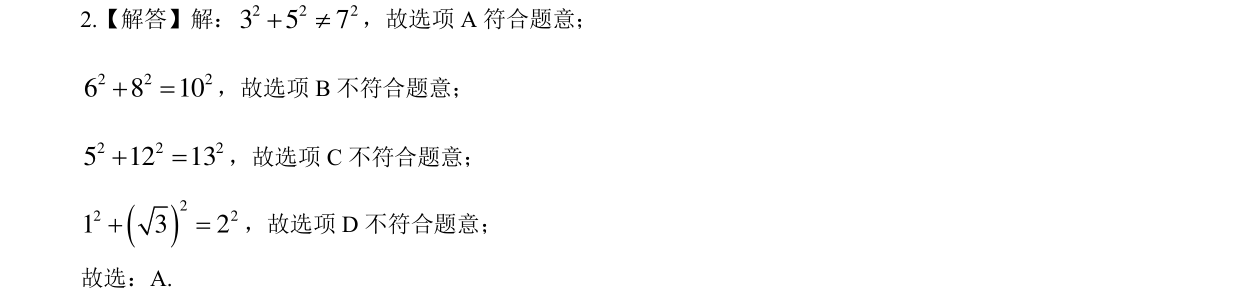 2.【解答】解：3² + 5² ≠ 7²，故选项 A 符合题意；
6² + 8² = 10²，故选项 B 不符合题意；
5² + 12² = 13²，故选项 C 不符合题意；
1² + (√3)² = 2²，故选项 D 不符合题意；
故选：A.